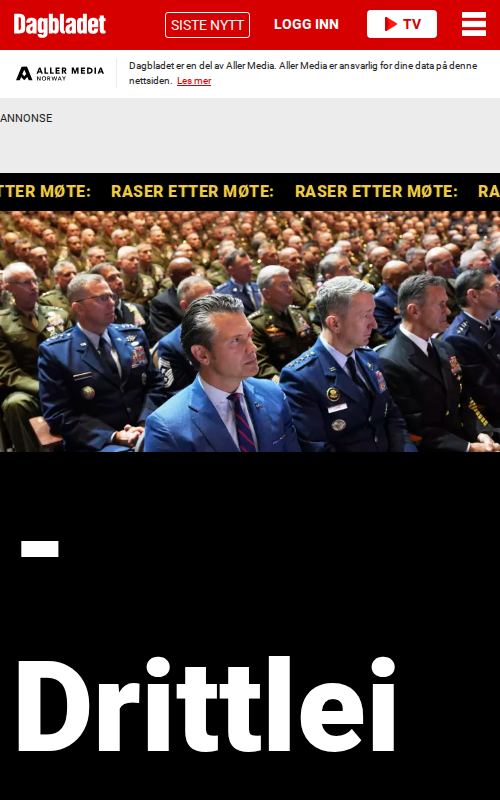 Dagbladet
SISTE NYTT
LOGG INN
TV
ALLER MEDIA
NORWAY
Dagbladet er en del av Aller Media. Aller Media er ansvarlig for dine data på denne
nettsiden. Les mer
ANNONSE
TTER MØTE: RASER ETTER MØTE: RASER ETTER MØTE: RA
–
Drittlei